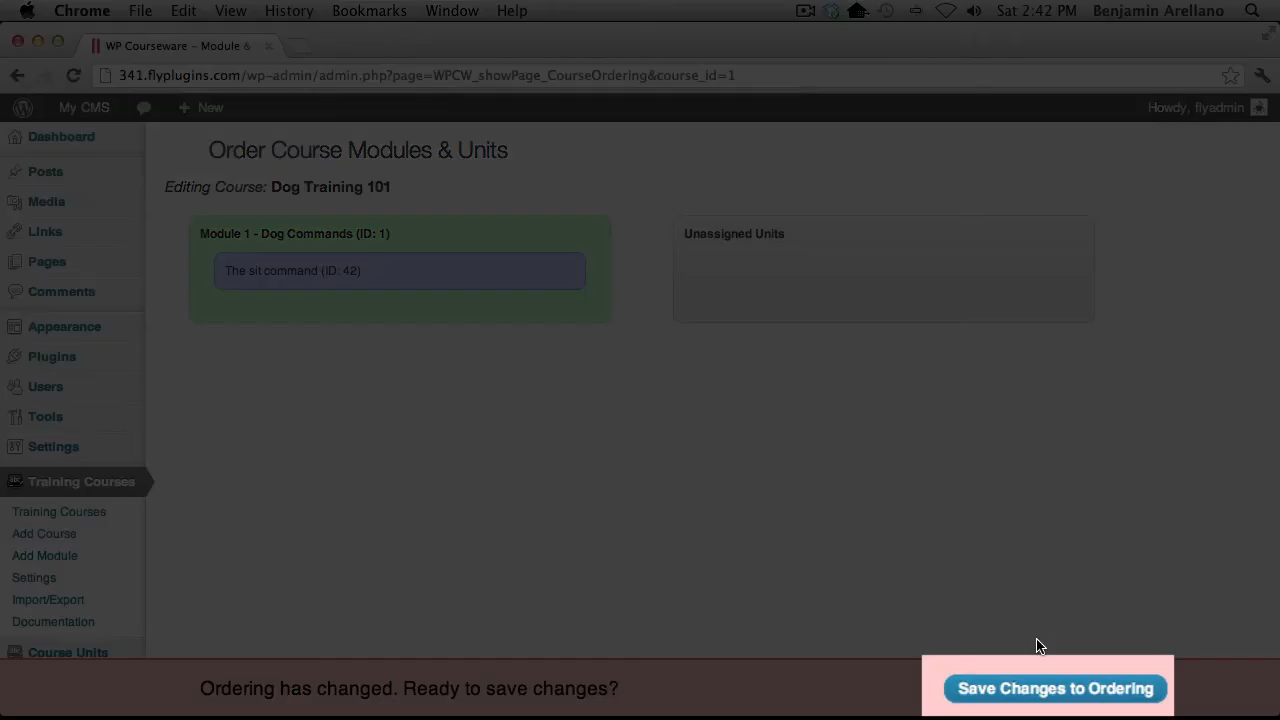 Chrome File Edit View History Bookmarks Window Help Sat 2:42 PM Benjamin Arellano
WP Courseware – Module &
341.flyplugins.com/wp-admin/admin.php?page=WPCW_showPage_CourseOrdering&course_id=1
My CMS + New Howdy, flyadmin
Dashboard
Posts
Media
Links
Pages
Comments
Appearance
Plugins
Users
Tools
Settings
Training Courses
Training Courses
Add Course
Add Module
Settings
Import/Export
Documentation
Course Units
Order Course Modules & Units
Editing Course: Dog Training 101
Module 1 - Dog Commands (ID: 1)
The sit command (ID: 42)
Unassigned Units
Ordering has changed. Ready to save changes?
Save Changes to Ordering